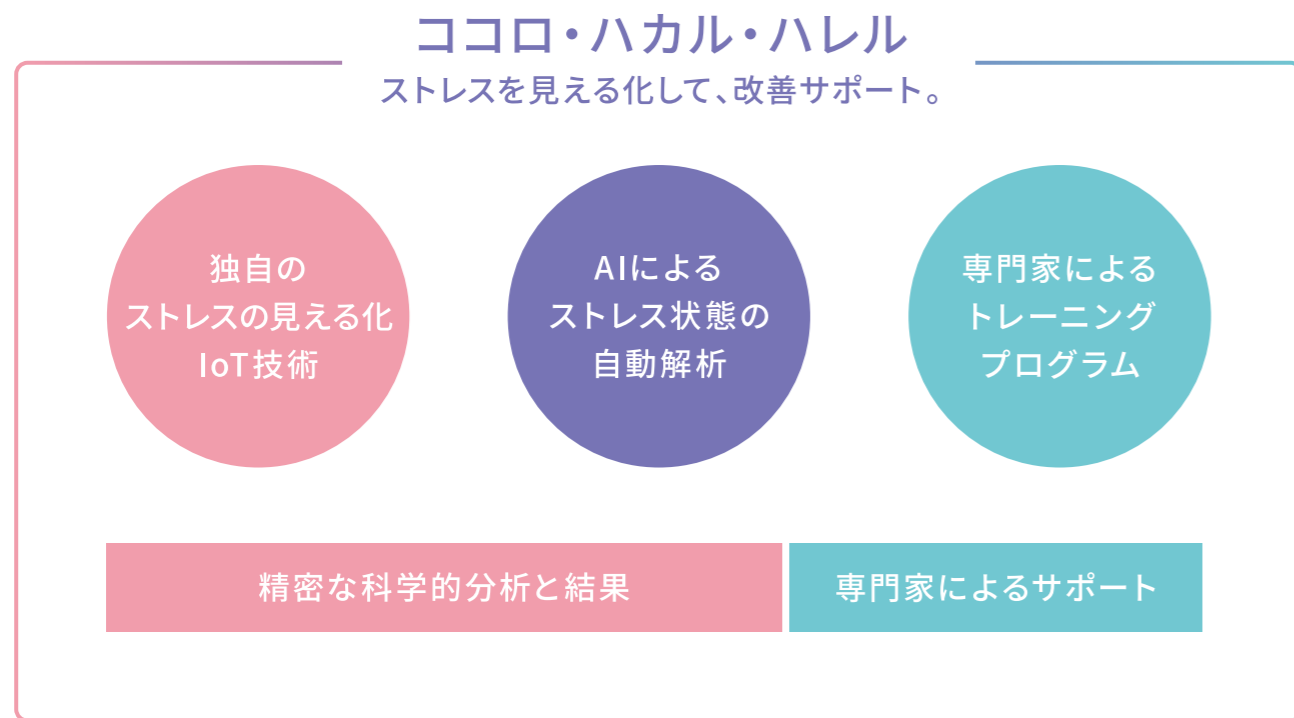 ココロ・ハカル・ハレル
ストレスを見える化して、改善サポート。
独自の
ストレスの見える化
IoT技術
AIによる
ストレス状態の
自動解析
専門家による
トレーニング
プログラム
精密な科学的分析と結果
専門家によるサポート